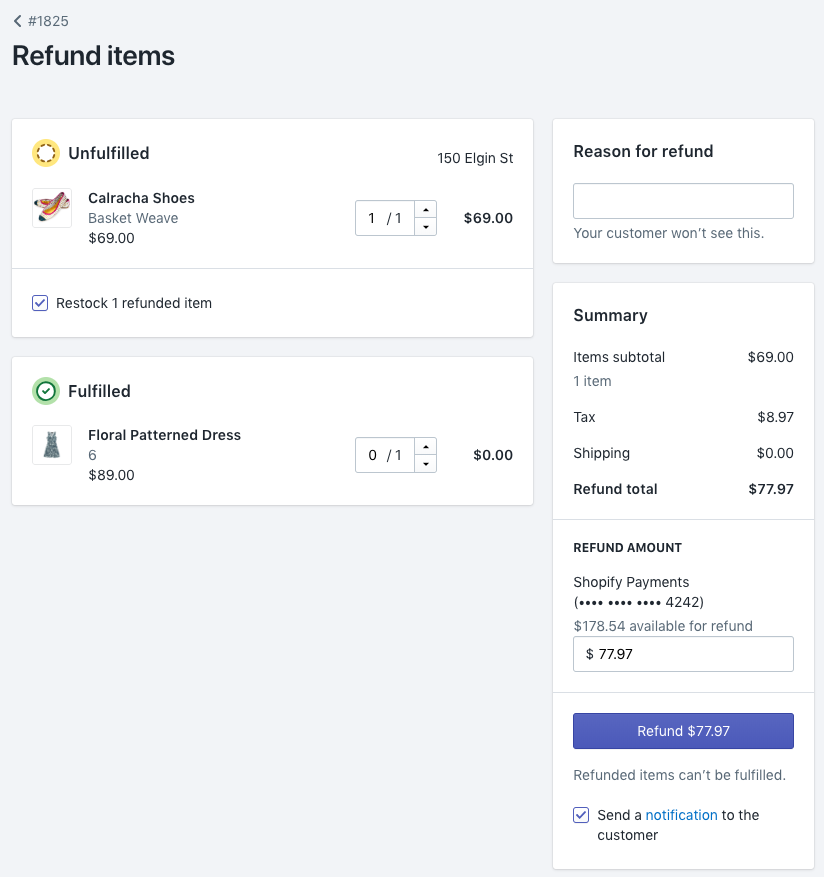 #1825
Refund items
Unfulfilled
150 Elgin St
Calracha Shoes
Basket Weave
$69.00
1 / 1
$69.00
Restock 1 refunded item
Fulfilled
Floral Patterned Dress
6
$89.00
0 / 1
$0.00
Reason for refund
Your customer won’t see this.
Summary
Items subtotal $69.00
1 item
Tax $8.97
Shipping $0.00
Refund total $77.97
REFUND AMOUNT
Shopify Payments
(•••• •••• •••• 4242)
$178.54 available for refund
$ 77.97
Refund $77.97
Refunded items can’t be fulfilled.
Send a notification to the
customer